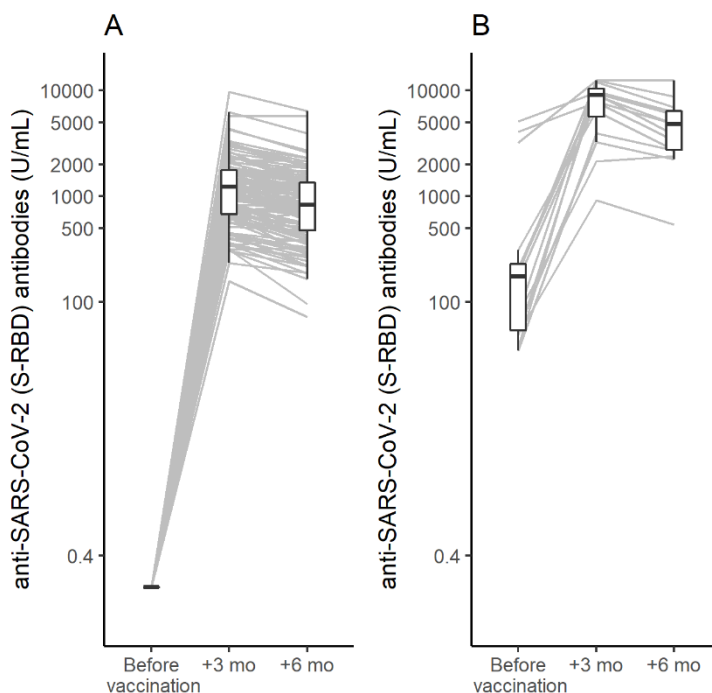 A
anti-SARS-CoV-2 (S-RBD) antibodies (U/mL)
10000
5000
2000
1000
500
100
0.4
Before
vaccination
+3 mo
+6 mo
B
anti-SARS-CoV-2 (S-RBD) antibodies (U/mL)
10000
5000
2000
1000
500
100
0.4
Before
vaccination
+3 mo
+6 mo